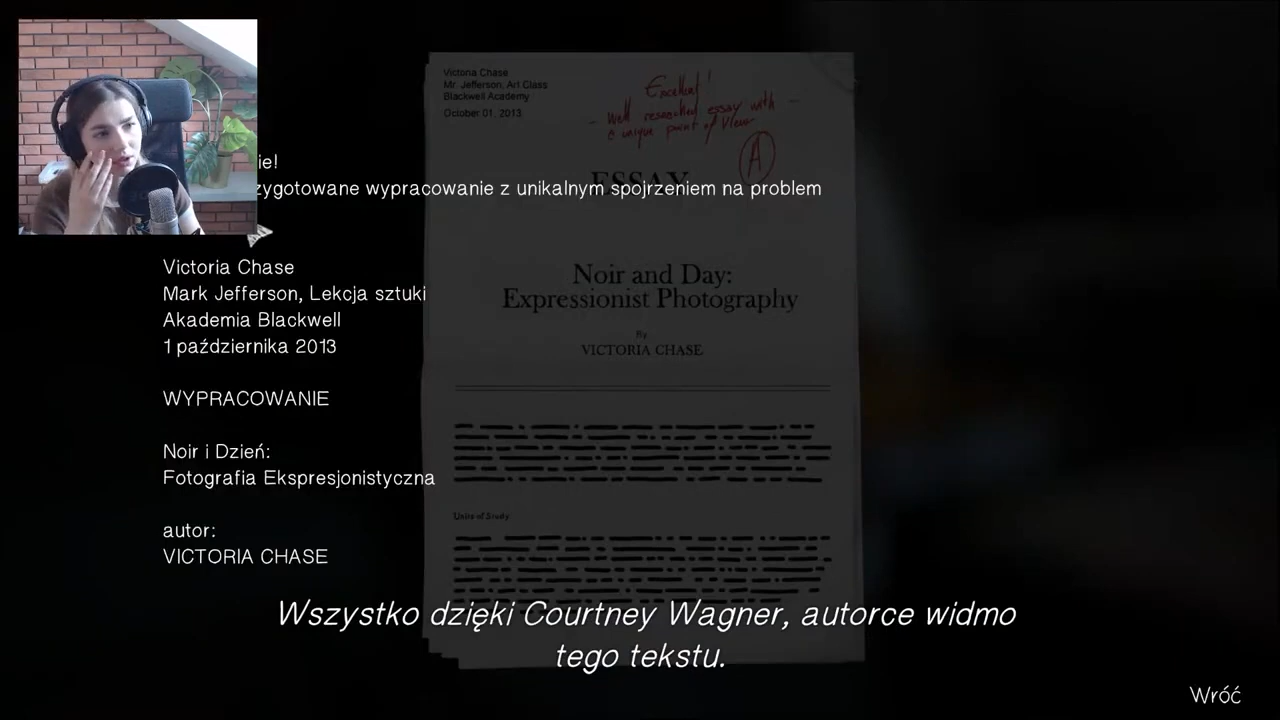 Victoria Chase
Mr. Jefferson, Art Class
Blackwell Academy
October 01, 2013
Excellent!
- Well researched essay with -
a unique point of view
A
ESSAY
ie!
zygotowane wypracowanie z unikalnym spojrzeniem na problem
Victoria Chase
Mark Jefferson, Lekcja sztuki
Akademia Blackwell
1 października 2013
WYPRACOWANIE
Noir i Dzień:
Fotografia Ekspresjonistyczna
autor:
VICTORIA CHASE
Noir and Day:
Expressionist Photography
By
VICTORIA CHASE
Units of Study
Wszystko dzięki Courtney Wagner, autorce widmo
tego tekstu.
Wróć